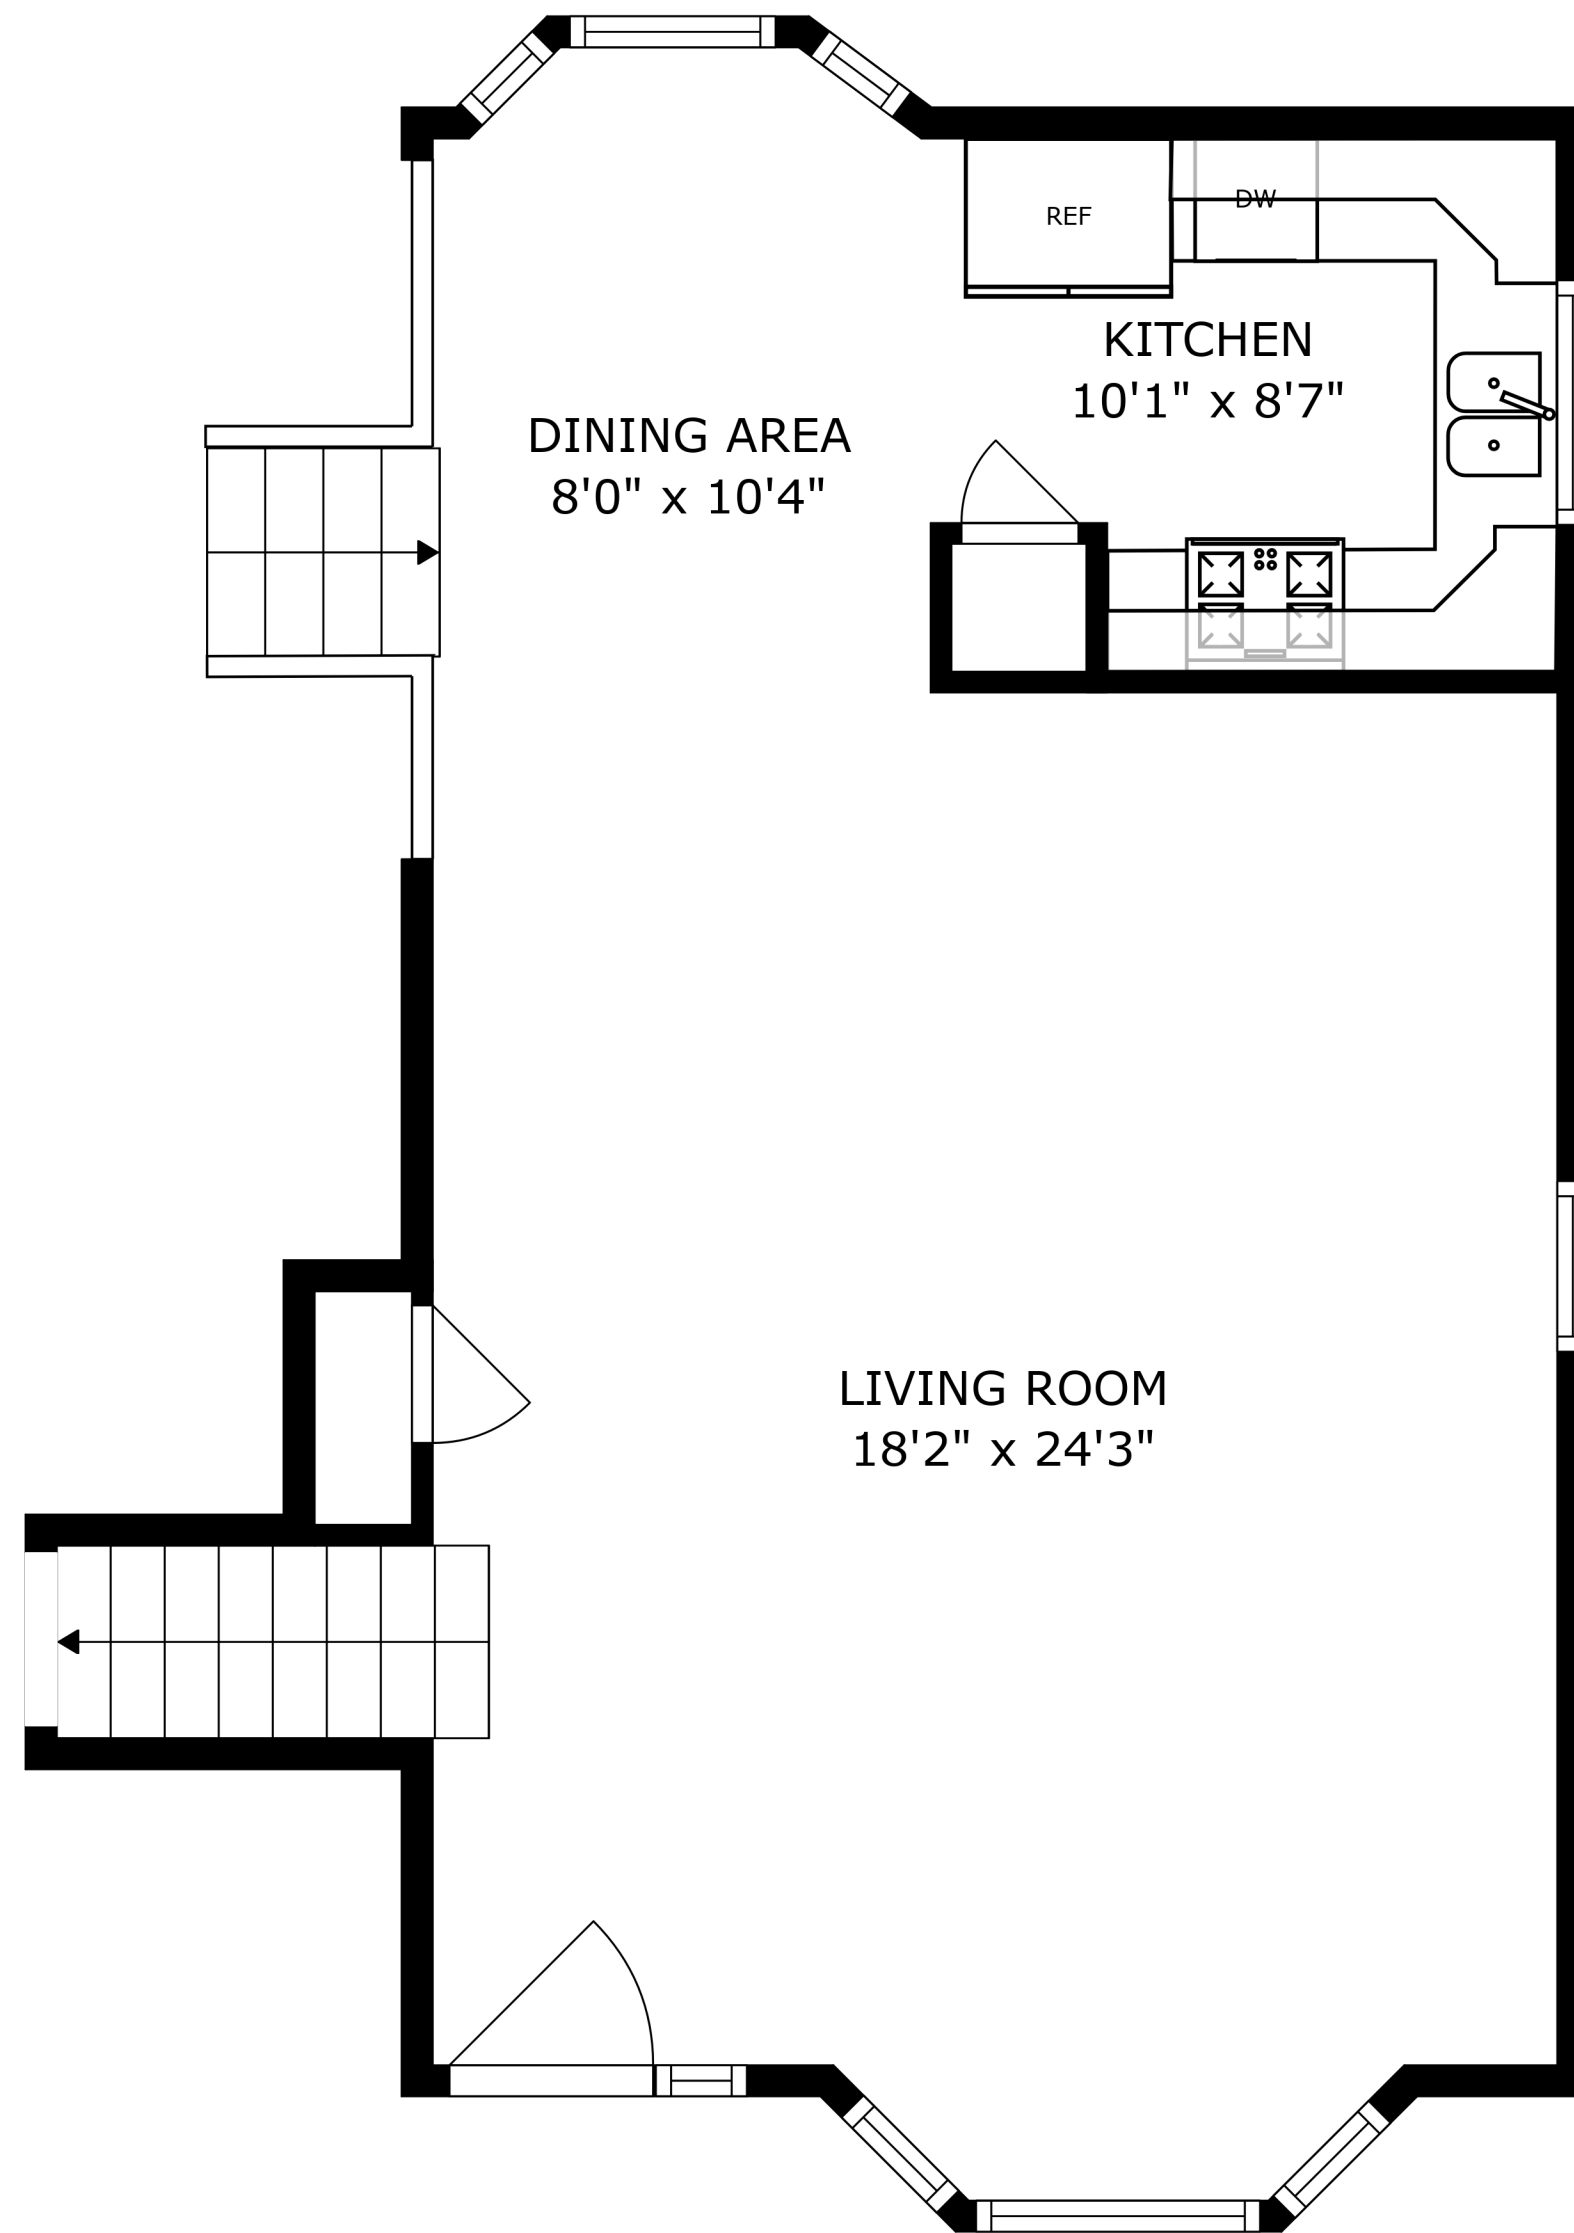 DW
REF
KITCHEN
10'1" x 8'7"
DINING AREA
8'0" x 10'4"
LIVING ROOM
18'2" x 24'3"